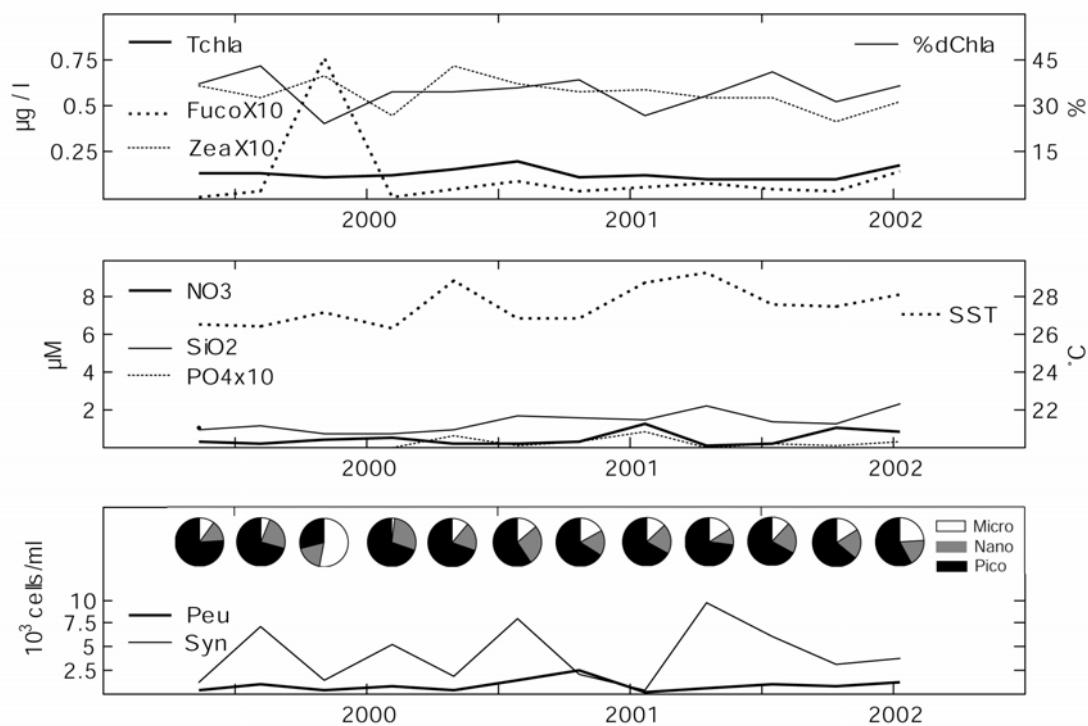 Tchla
%dChla
0.75
45
FucoX10
0.5
30
µg / l
%
ZeaX10
0.25
15
2000
2001
2002
NO3
8
28
SST
6
26
SiO2
µM
˚C
PO4x10
4
24
2
22
2000
2001
2002
Micro
Nano
Pico
10³ cells/ml
10
Peu
7.5
Syn
5
2.5
2000
2001
2002